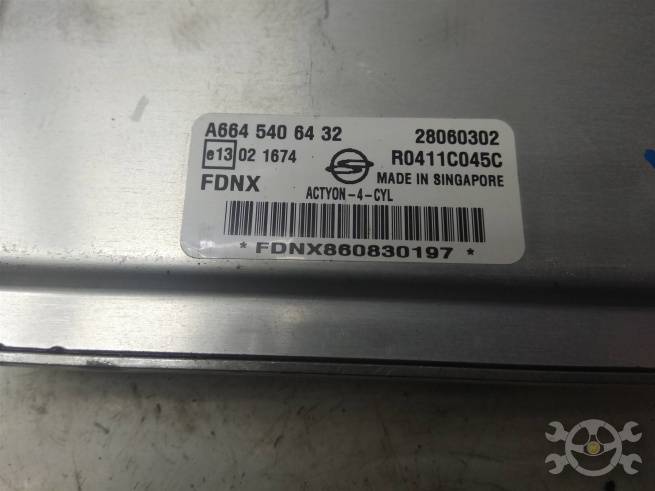 A664 540 64 32 28060302
e13 02 1674 R0411C045C
FDNX MADE IN SINGAPORE
ACTYON-4-CYL
* FDNX860830197 *